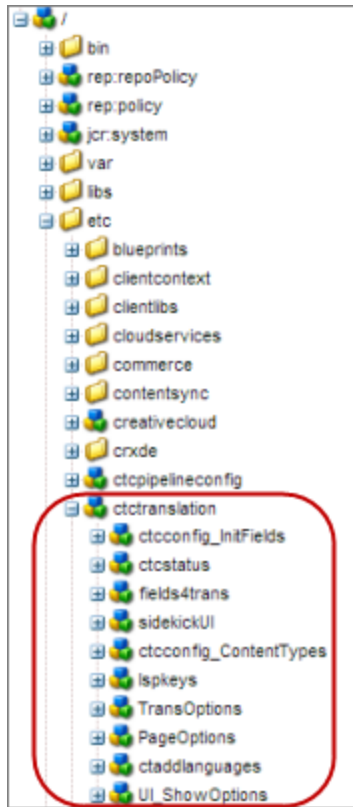 /
bin
rep:repoPolicy
rep:policy
jcr:system
var
libs
etc
blueprints
clientcontext
clientlibs
cloudservices
commerce
contentsync
creativecloud
crxde
ctcpipelineconfig
ctctranslation
ctcconfig_InitFields
ctcstatus
fields4trans
sidekickUI
ctcconfig_ContentTypes
lspkeys
TransOptions
PageOptions
ctaddlanguages
UI_ShowOptions